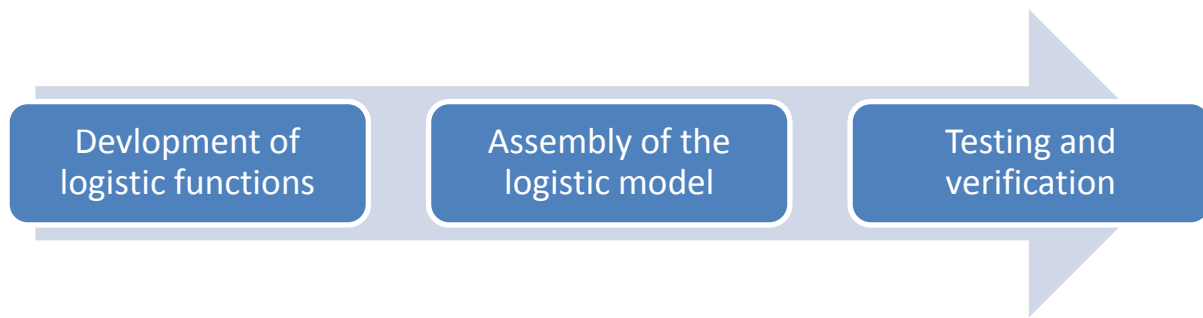 Devlopment of
logistic functions
Assembly of the
logistic model
Testing and
verification